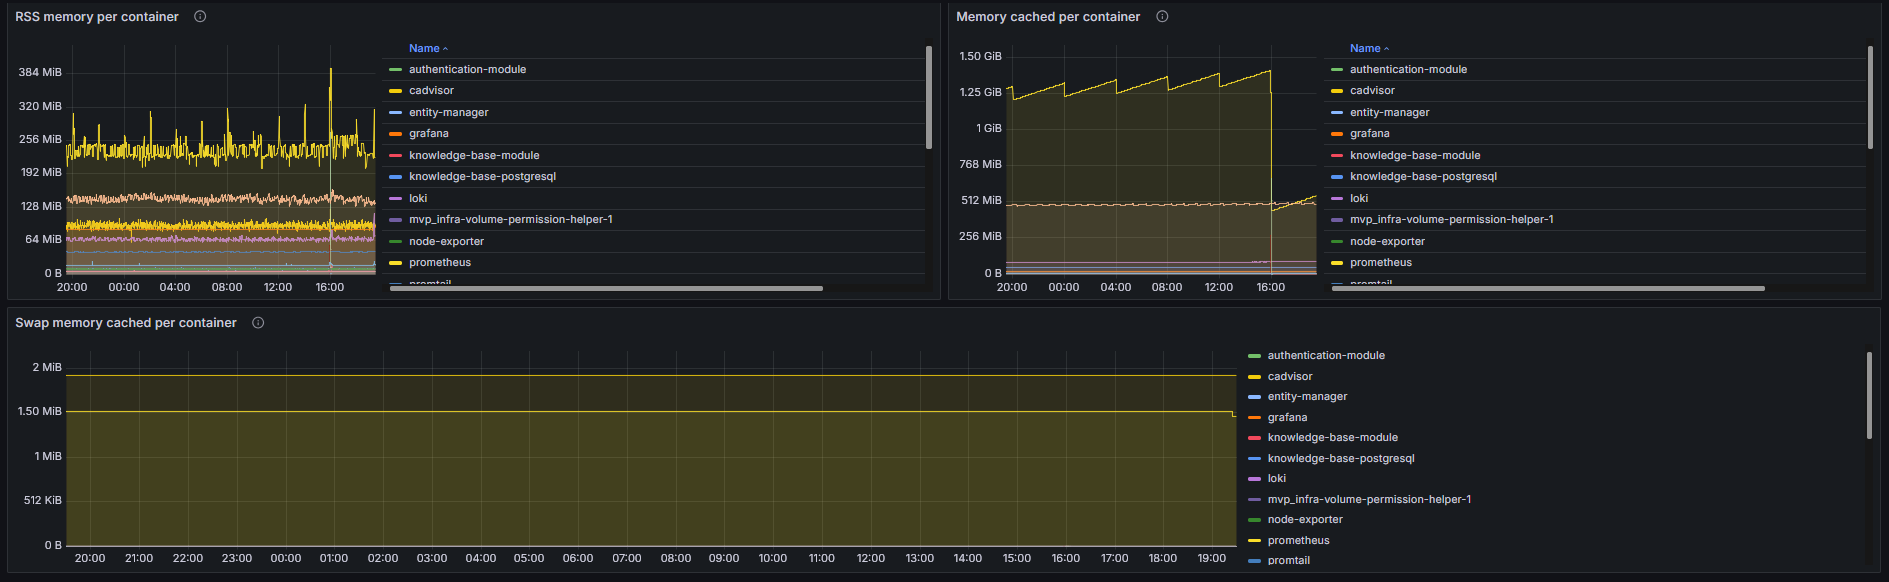 RSS memory per container
384 MiB
320 MiB
256 MiB
192 MiB
128 MiB
64 MiB
0 B
20:00 00:00 04:00 08:00 12:00 16:00
Name
authentication-module
cadvisor
entity-manager
grafana
knowledge-base-module
knowledge-base-postgresql
loki
mvp_infra-volume-permission-helper-1
node-exporter
prometheus
promtail
Memory cached per container
1.50 GiB
1.25 GiB
1 GiB
768 MiB
512 MiB
256 MiB
0 B
20:00 00:00 04:00 08:00 12:00 16:00
Name
authentication-module
cadvisor
entity-manager
grafana
knowledge-base-module
knowledge-base-postgresql
loki
mvp_infra-volume-permission-helper-1
node-exporter
prometheus
promtail
Swap memory cached per container
2 MiB
1.50 MiB
1 MiB
512 KiB
0 B
20:00 21:00 22:00 23:00 00:00 01:00 02:00 03:00 04:00 05:00 06:00 07:00 08:00 09:00 10:00 11:00 12:00 13:00 14:00 15:00 16:00 17:00 18:00 19:00
authentication-module
cadvisor
entity-manager
grafana
knowledge-base-module
knowledge-base-postgresql
loki
mvp_infra-volume-permission-helper-1
node-exporter
prometheus
promtail